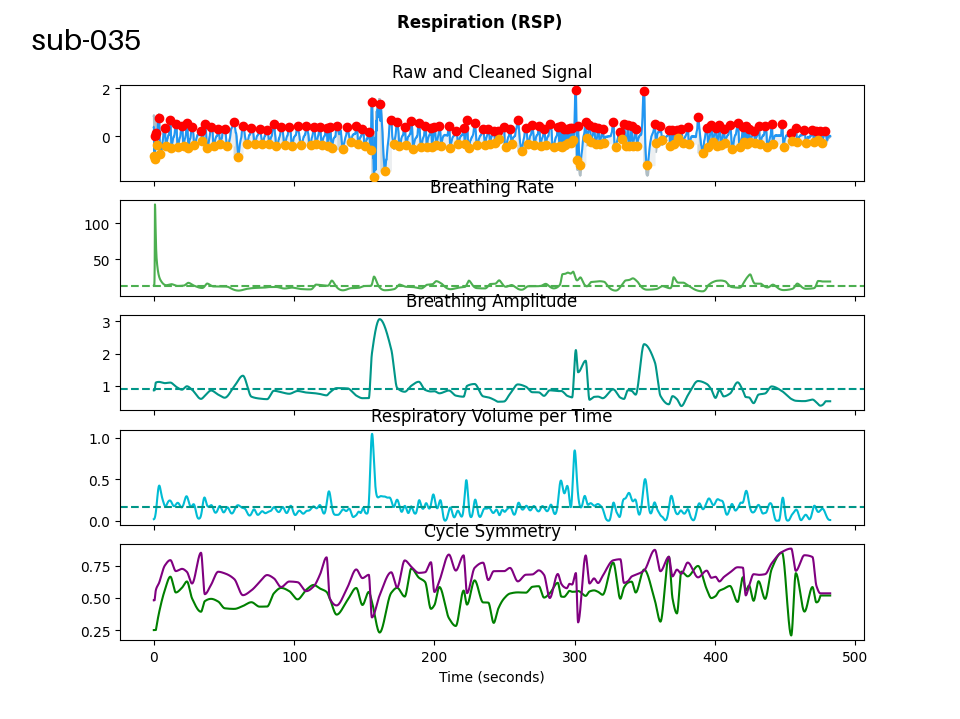 Respiration (RSP)
sub-035
Raw and Cleaned Signal
2
0
Breathing Rate
100
50
Breathing Amplitude
3
2
1
Respiratory Volume per Time
1.0
0.5
0.0
Cycle Symmetry
0.75
0.50
0.25
0 100 200 300 400 500
Time (seconds)